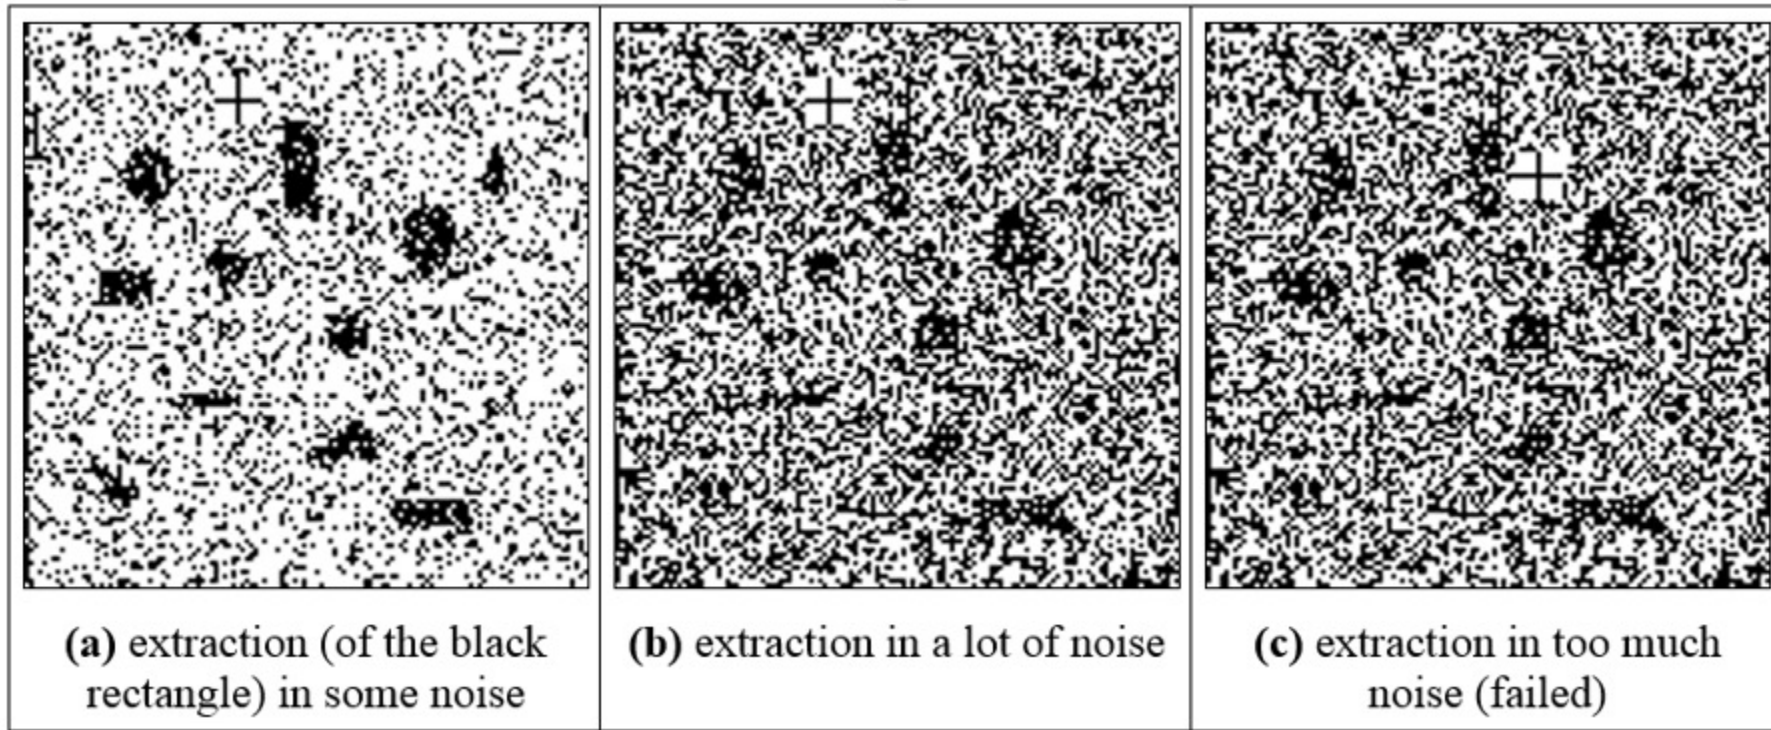 (a) extraction (of the black
rectangle) in some noise
(b) extraction in a lot of noise
(c) extraction in too much
noise (failed)